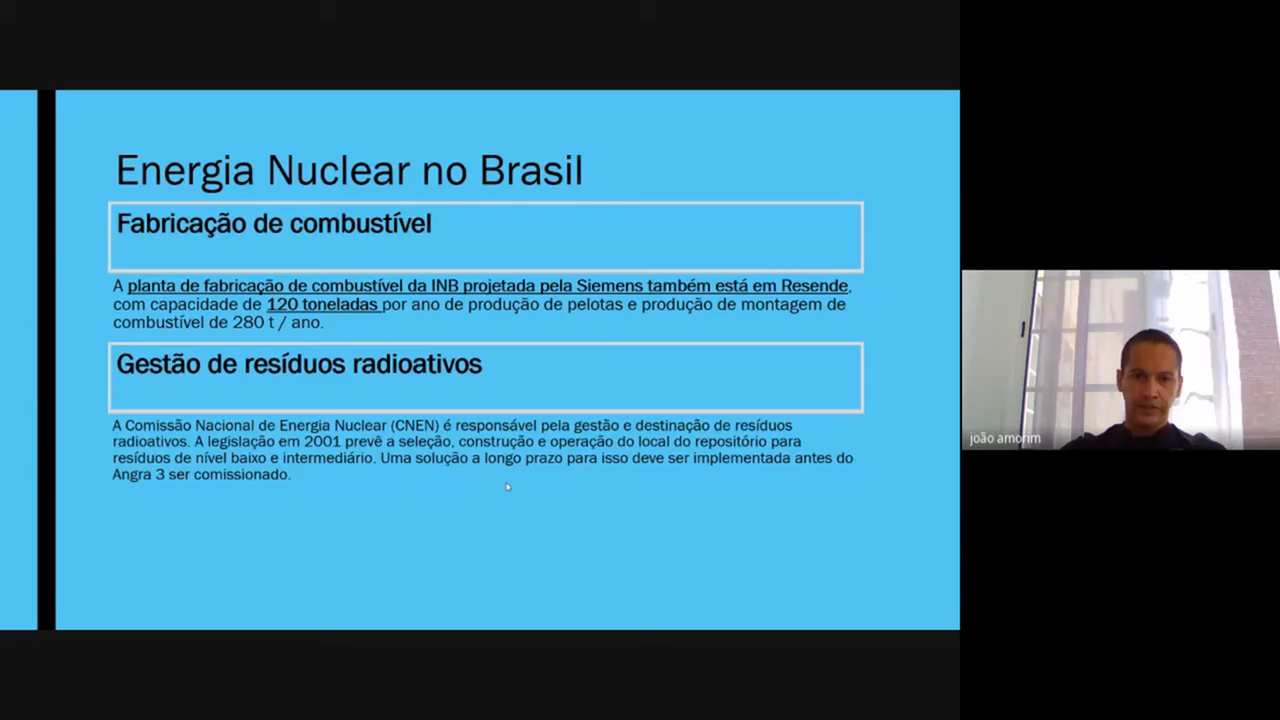 Energia Nuclear no Brasil
Fabricação de combustível
A planta de fabricação de combustível da INB projetada pela Siemens também está em Resende,
com capacidade de 120 toneladas por ano de produção de pelotas e produção de montagem de
combustível de 280 t / ano.
Gestão de resíduos radioativos
A Comissão Nacional de Energia Nuclear (CNEN) é responsável pela gestão e destinação de resíduos
radioativos. A legislação em 2001 prevê a seleção, construção e operação do local do repositório para
resíduos de nível baixo e intermediário. Uma solução a longo prazo para isso deve ser implementada antes do
Angra 3 ser comissionado.
joão amorim